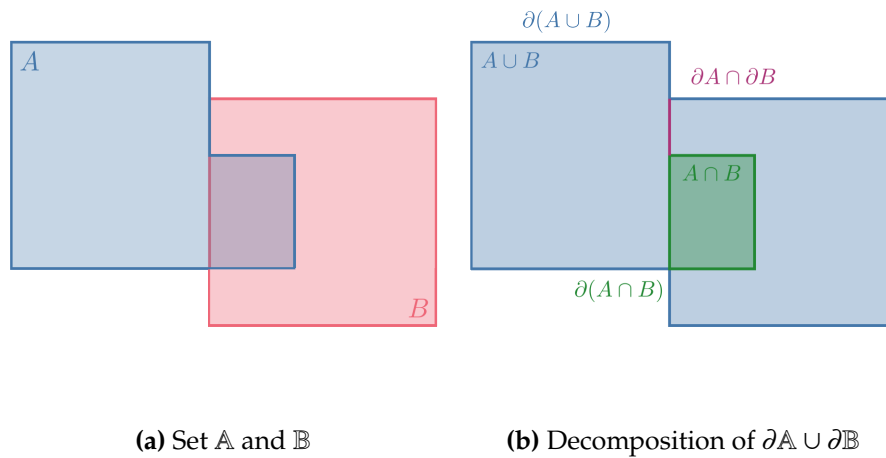 ∂(A ∪ B)
A
A ∪ B
∂A ∩ ∂B
A ∩ B
∂(A ∩ B)
B
(a) Set 𝔸 and 𝔹
(b) Decomposition of ∂𝔸 ∪ ∂𝔹